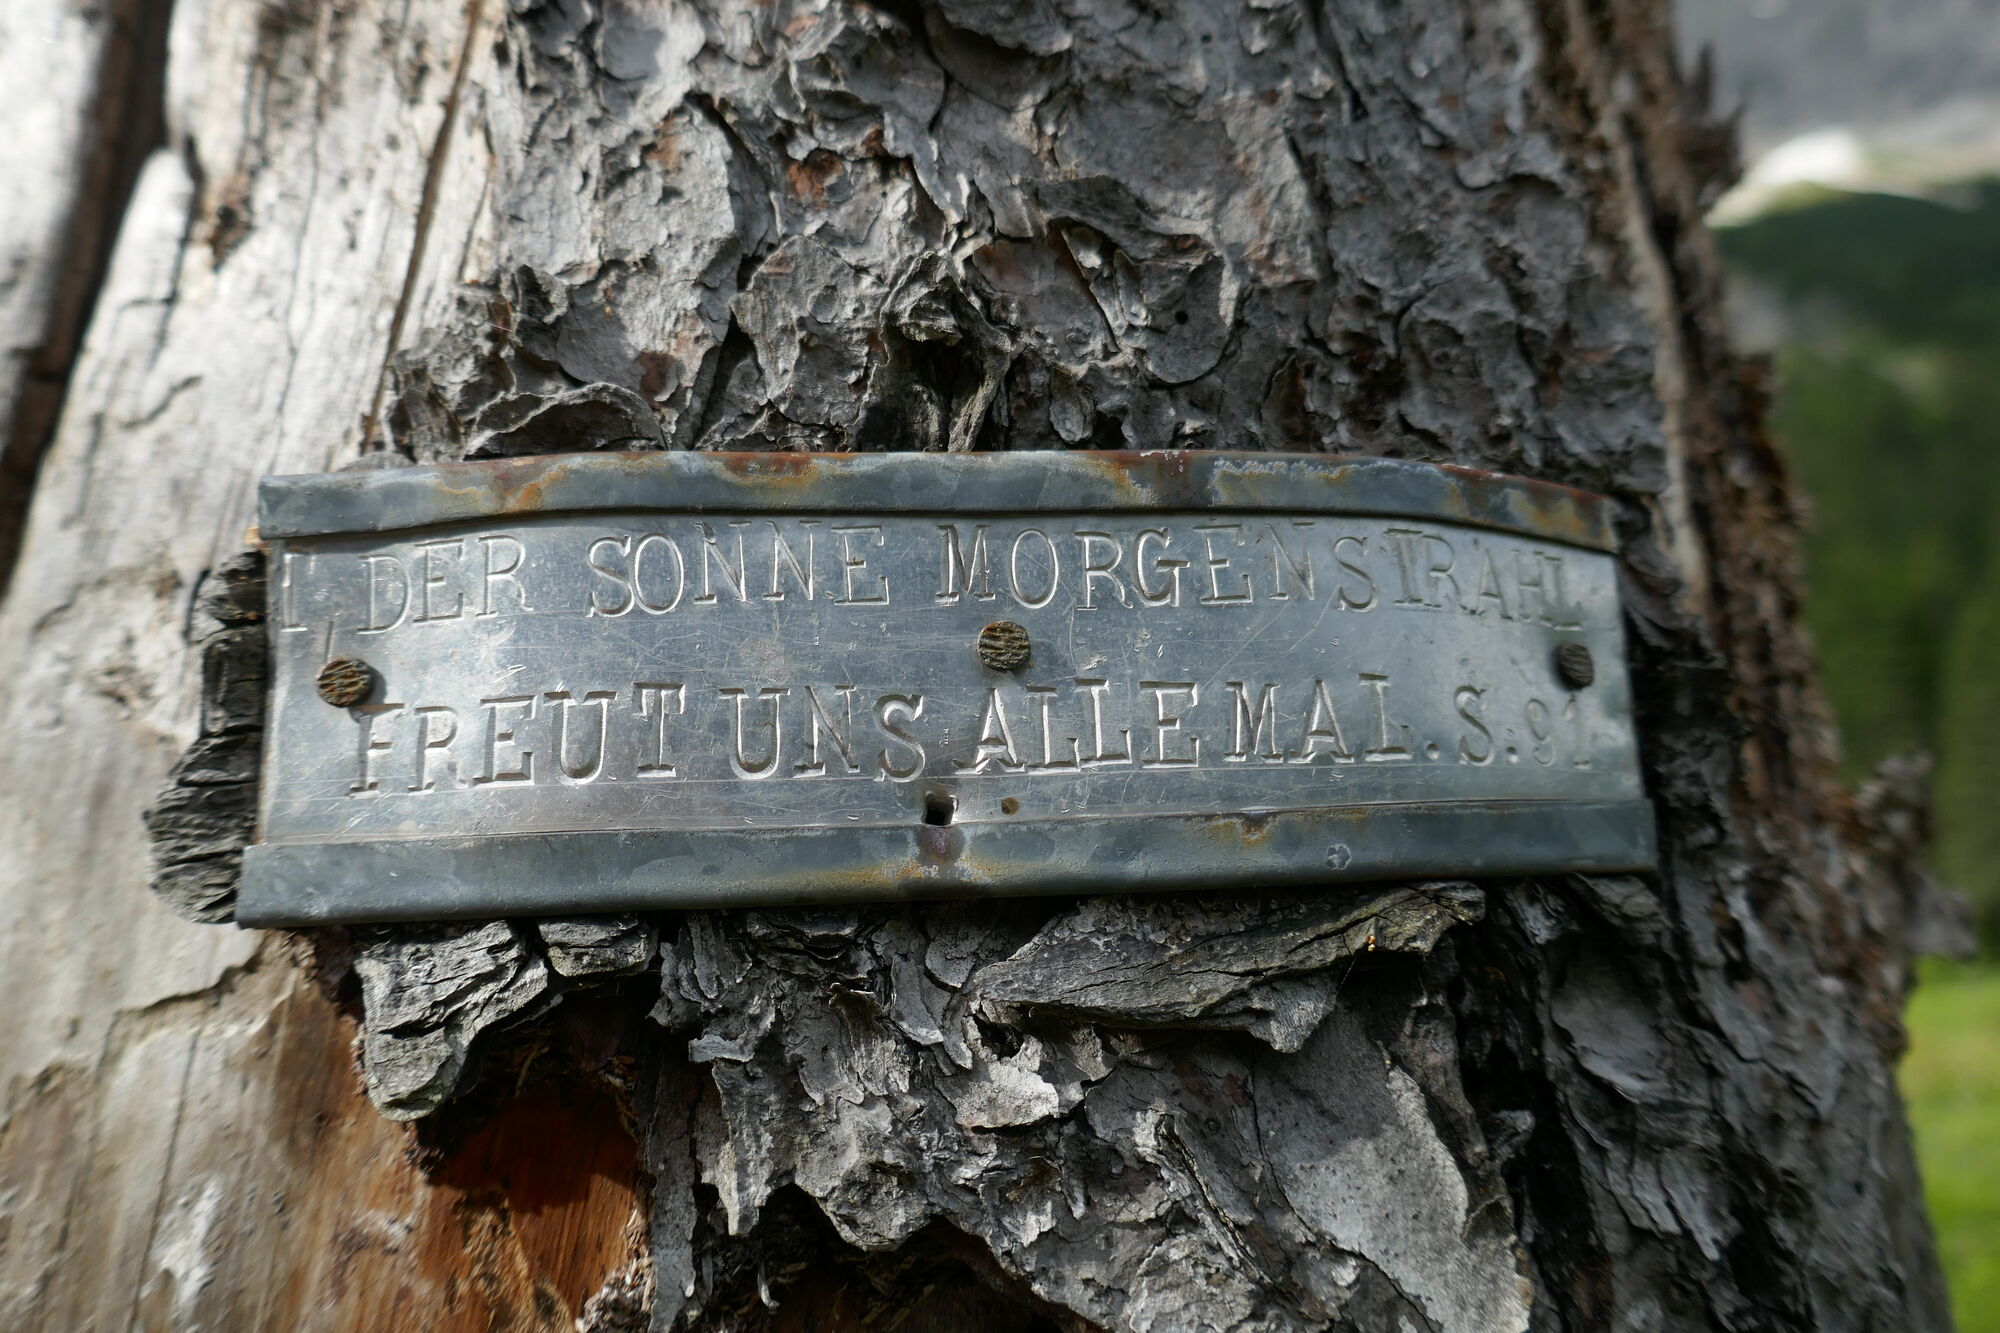 T, DER SONNE MORGENSTRAHL
FREUT UNS ALLEMAL. S. 91